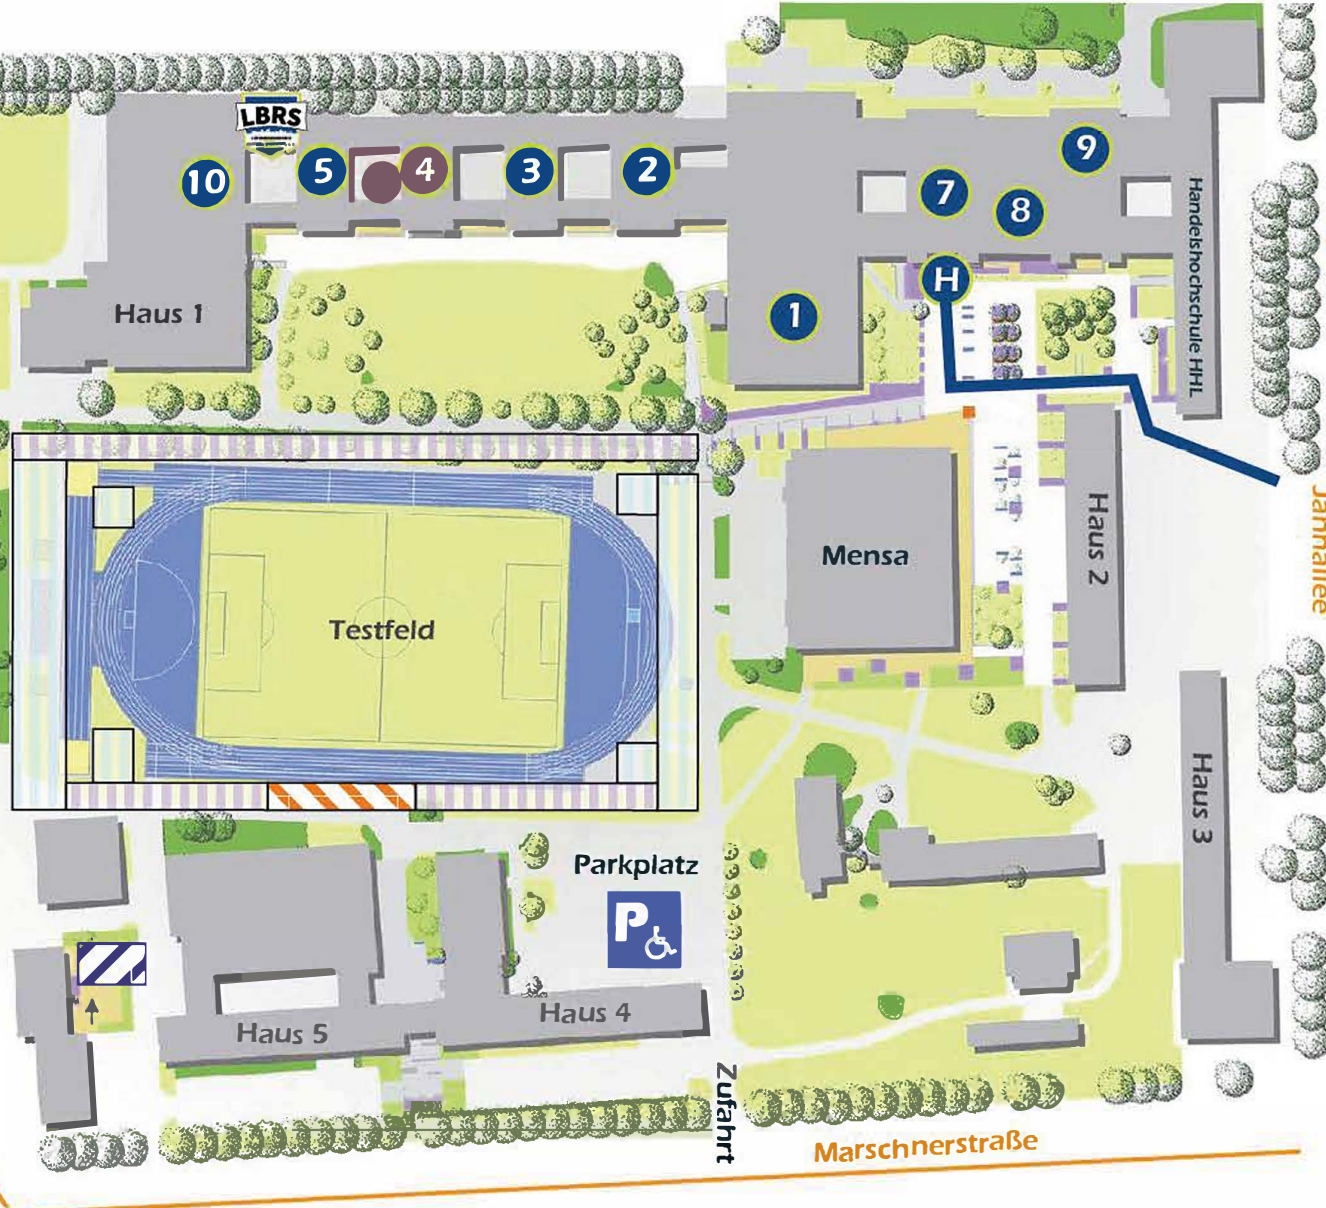 LBRS
10
5
4
3
2
7
8
9
Handelshochschule HHL
H
1
Haus 1
Jahnallee
Haus 2
Mensa
Testfeld
Haus 3
Parkplatz
P
Haus 4
Haus 5
Zufahrt
Marschnerstraße